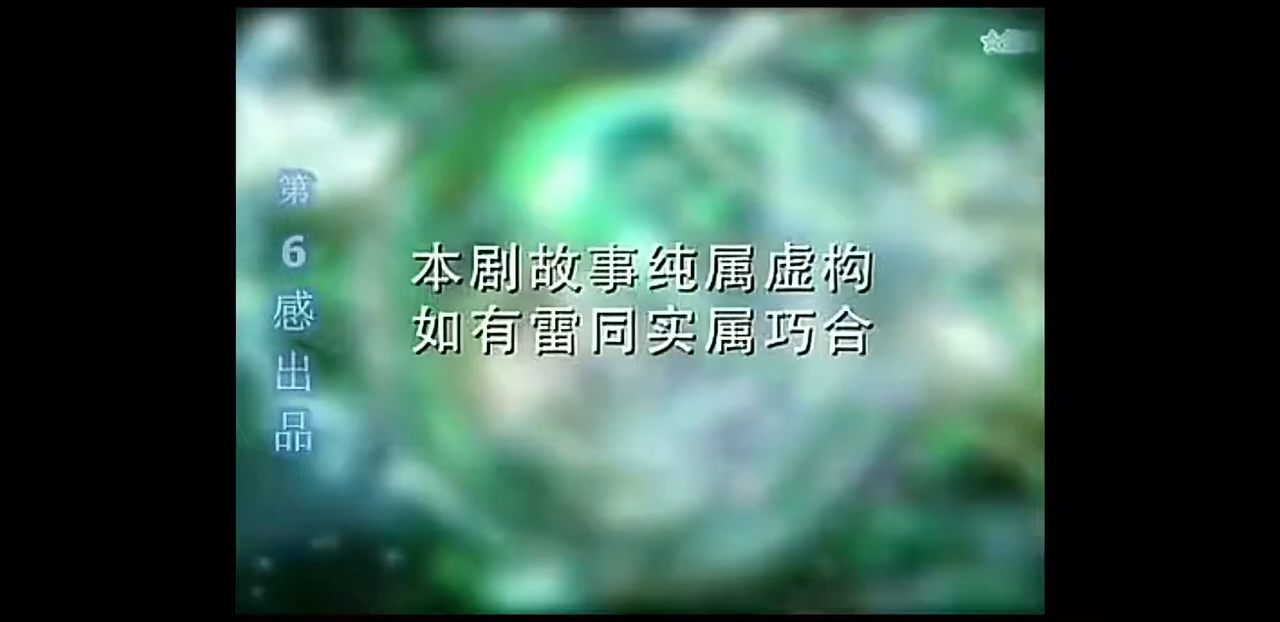 第6感出品
本剧故事纯属虚构
如有雷同实属巧合